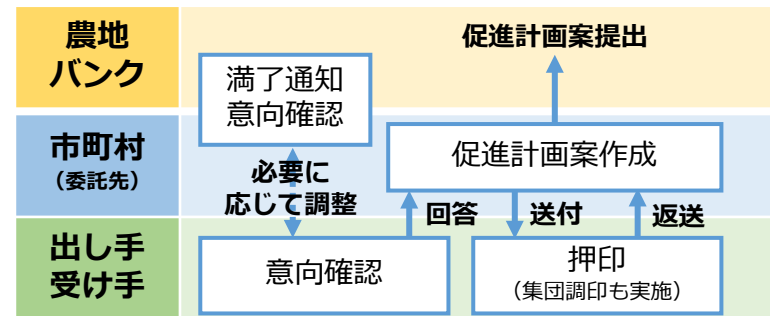 農地
バンク
促進計画案提出
満了通知
意向確認
市町村
（委託先）
促進計画案作成
必要に
応じて調整
回答
送付
返送
出し手
受け手
意向確認
押印
（集団調印も実施）